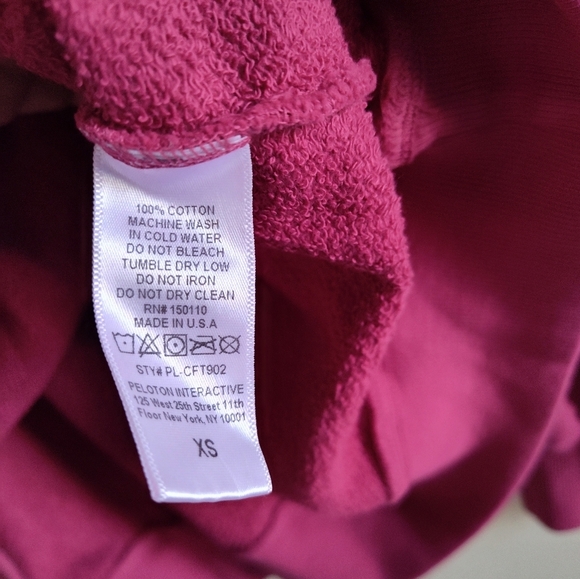 100% COTTON
MACHINE WASH
IN COLD WATER
DO NOT BLEACH
TUMBLE DRY LOW
DO NOT IRON
DO NOT DRY CLEAN
RN# 150110
MADE IN U.S.A
STY# PL-CFT902
PELOTON INTERACTIVE
125 West 25th Street 11th
Floor New York, NY 10001
XS